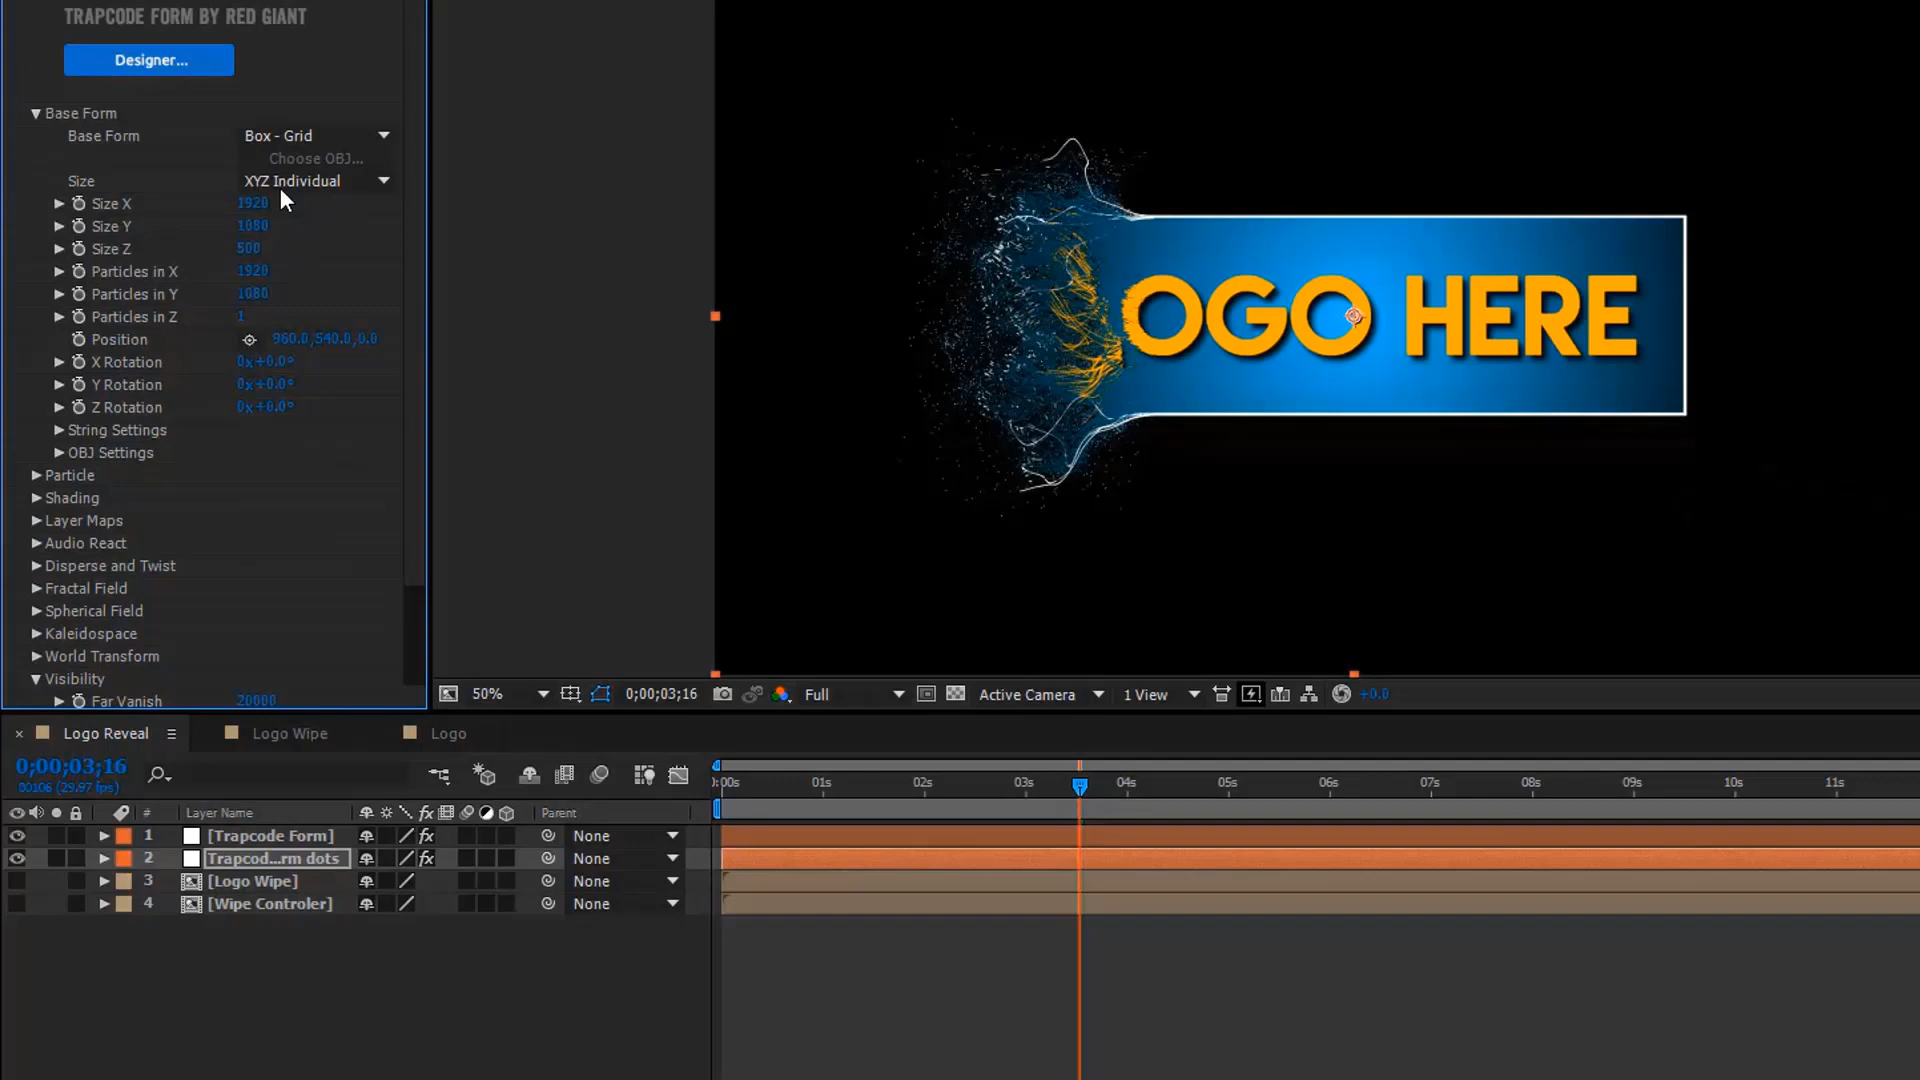 TRAPCODE FORM BY RED GIANT
Designer...
Base Form
Base Form Box - Grid
Choose OBJ...
Size XYZ Individual
Size X 1920
Size Y 1080
Size Z 500
Particles in X 1920
Particles in Y 1080
Particles in Z 1
Position 960.0,540.0,0.0
X Rotation 0x+0.0°
Y Rotation 0x+0.0°
Z Rotation 0x+0.0°
String Settings
OBJ Settings
Particle
Shading
Layer Maps
Audio React
Disperse and Twist
Fractal Field
Spherical Field
Kaleidospace
World Transform
Visibility
Far Vanish 20000
OGO HERE
50% 0;00;03;16 Full Active Camera 1 View +0.0
Logo Reveal Logo Wipe Logo
0;00;03;16
00106 (29.97 fps)
:00s 01s 02s 03s 04s 05s 06s 07s 08s 09s 10s 11s
# Layer Name fx Parent
1 [Trapcode Form] fx None
2 Trapcod...rm dots fx None
3 [Logo Wipe] None
4 [Wipe Controler] None